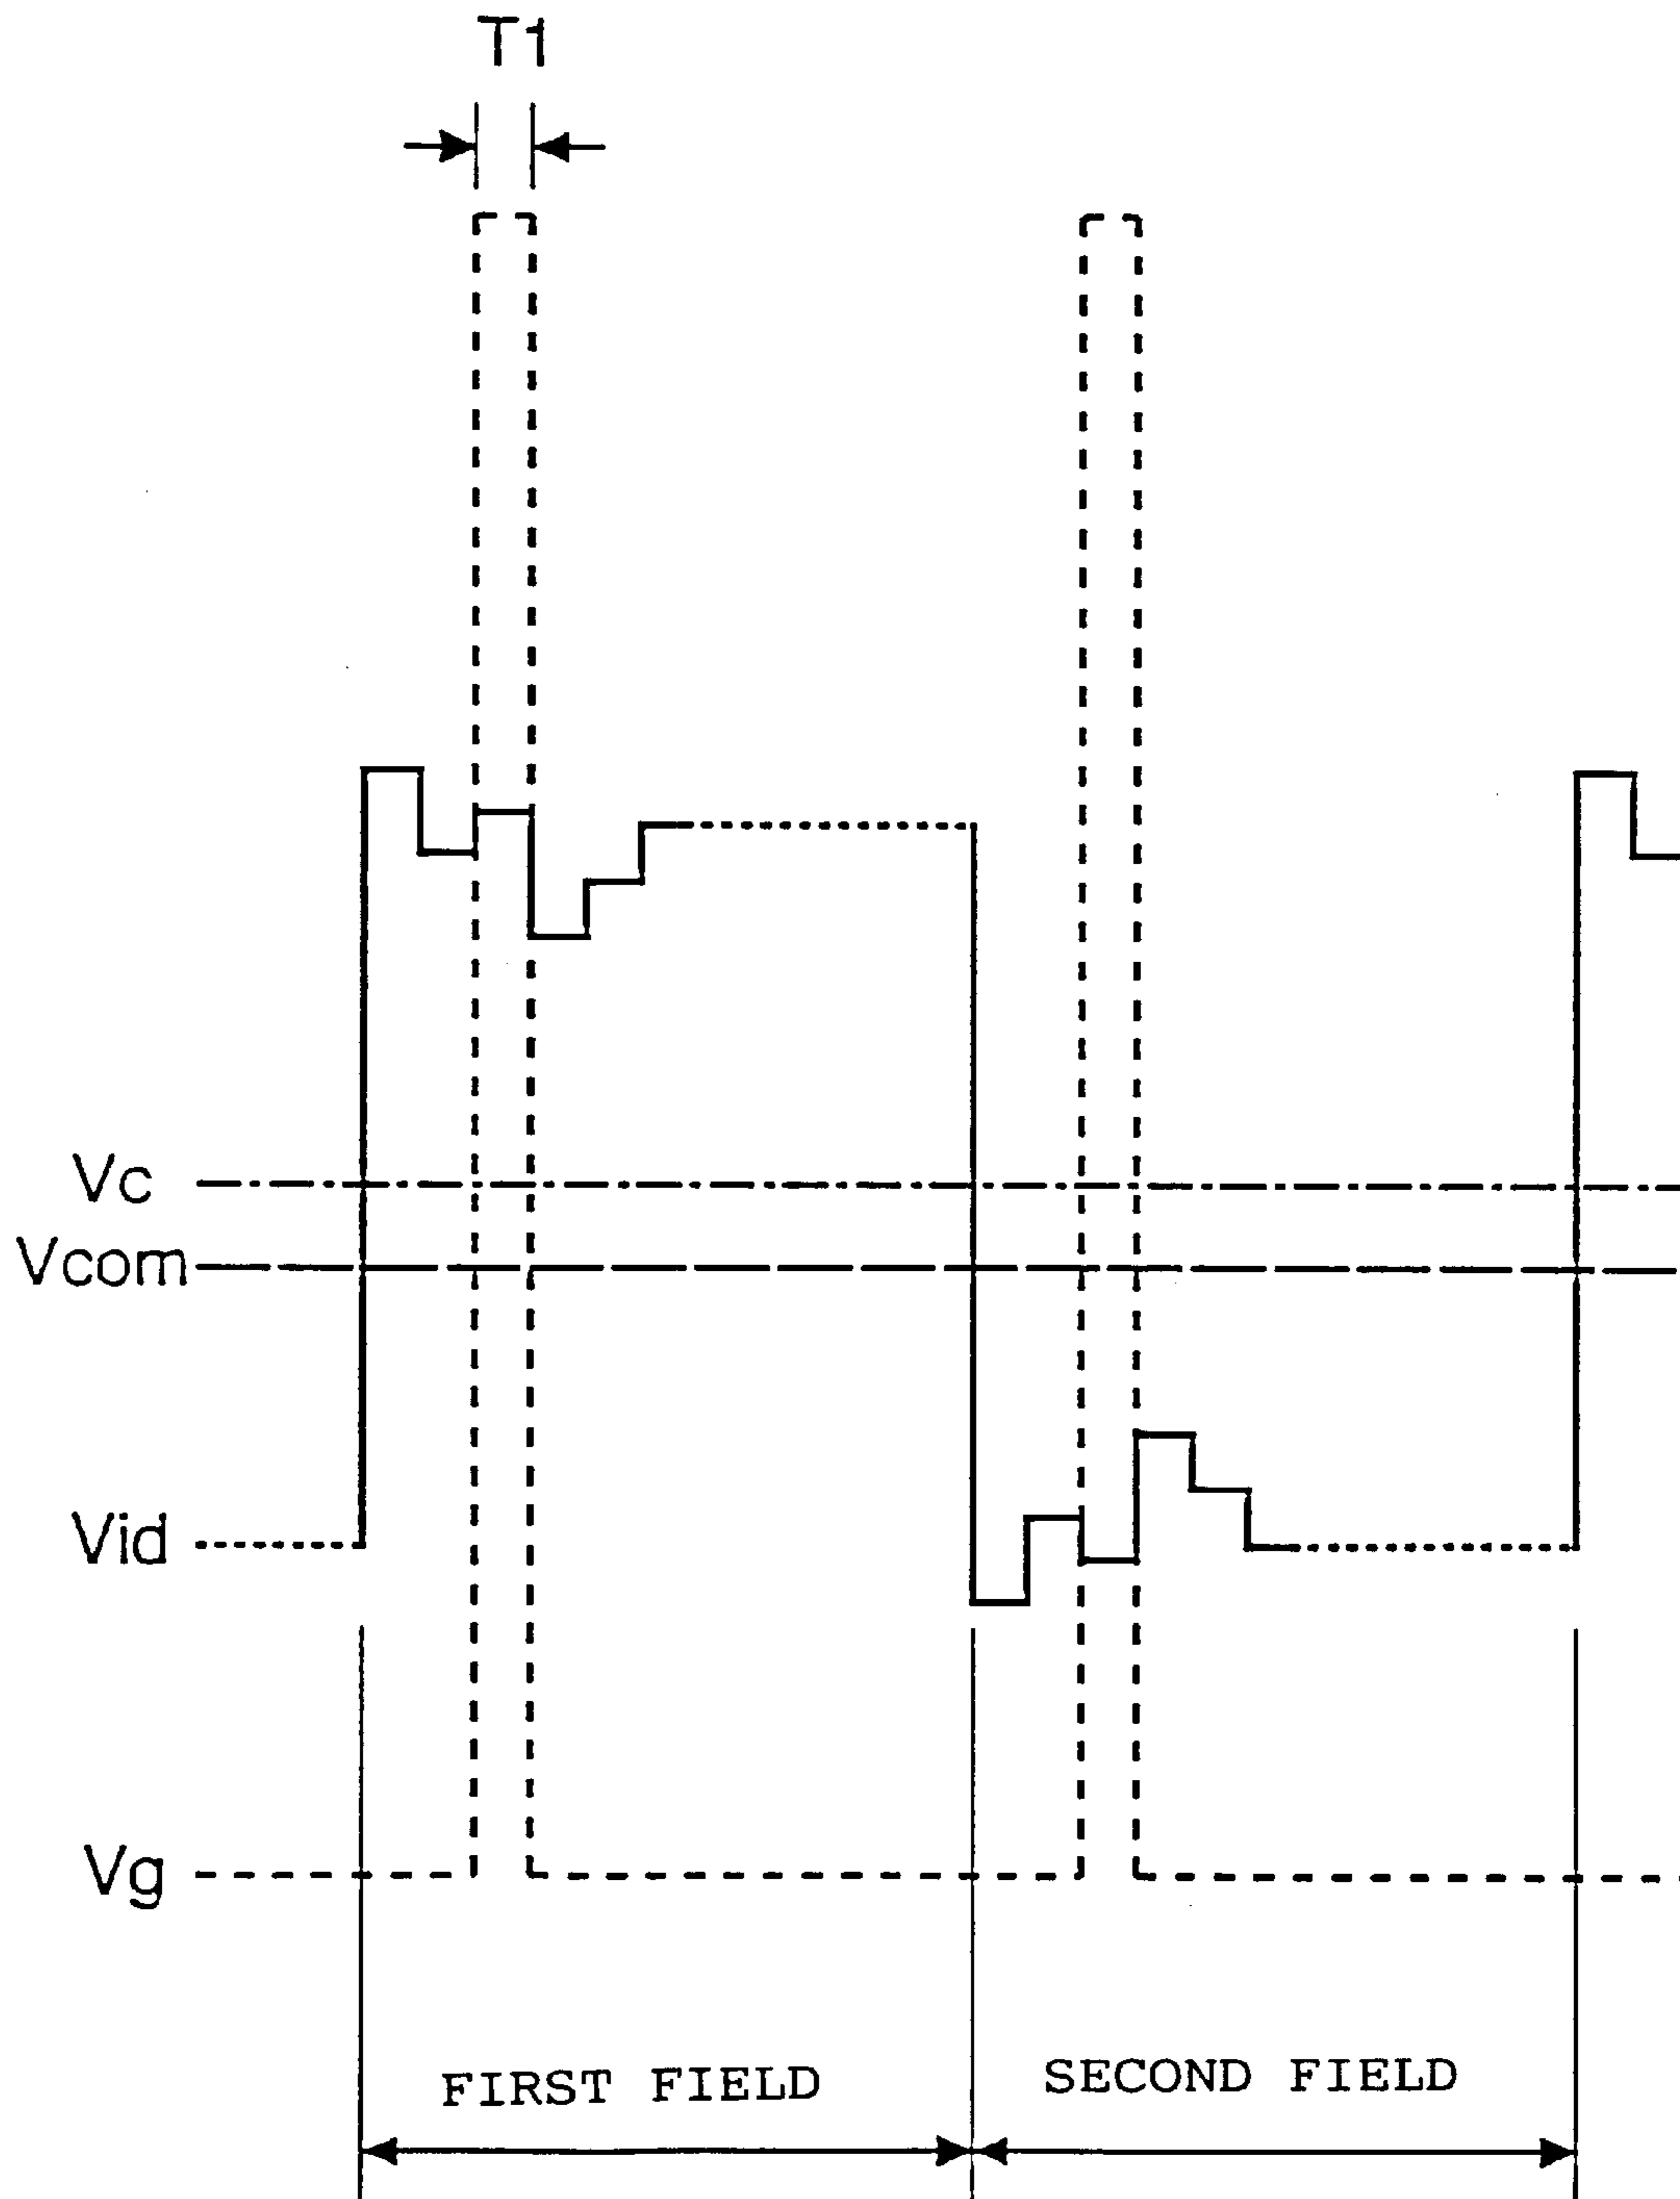 T1
Vc
Vcom
Vid
Vg
FIRST FIELD
SECOND FIELD